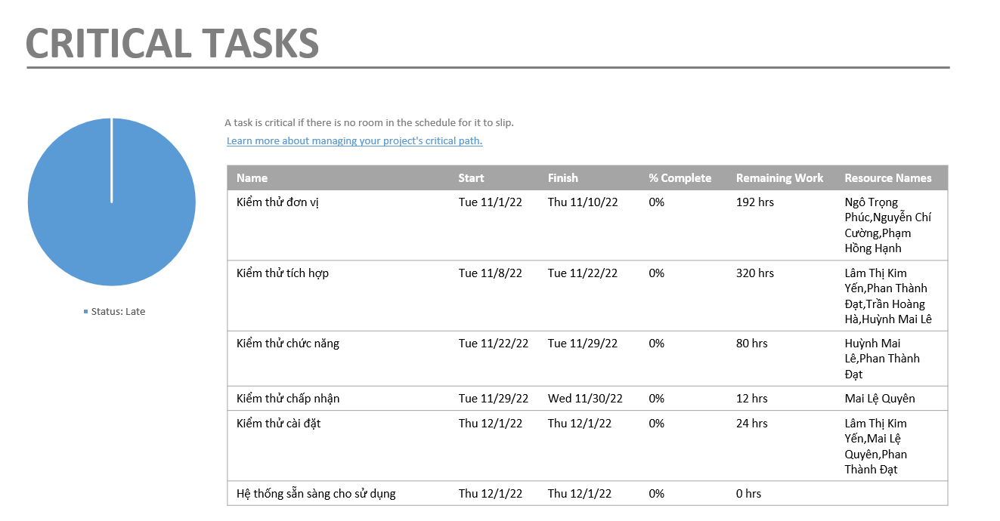 CRITICAL TASKS
A task is critical if there is no room in the schedule for it to slip.
Learn more about managing your project's critical path.
Status: Late
Name Start Finish % Complete Remaining Work Resource Names
Kiểm thử đơn vị Tue 11/1/22 Thu 11/10/22 0% 192 hrs Ngô Trọng
Phúc,Nguyễn Chí
Cường,Phạm
Hồng Hạnh
Kiểm thử tích hợp Tue 11/8/22 Tue 11/22/22 0% 320 hrs Lâm Thị Kim
Yến,Phan Thành
Đạt,Trần Hoàng
Hà,Huỳnh Mai Lê
Kiểm thử chức năng Tue 11/22/22 Tue 11/29/22 0% 80 hrs Huỳnh Mai
Lê,Phan Thành
Đạt
Kiểm thử chấp nhận Tue 11/29/22 Wed 11/30/22 0% 12 hrs Mai Lệ Quyên
Kiểm thử cài đặt Thu 12/1/22 Thu 12/1/22 0% 24 hrs Lâm Thị Kim
Yến,Mai Lệ
Quyên,Phan
Thành Đạt
Hệ thống sẵn sàng cho sử dụng Thu 12/1/22 Thu 12/1/22 0% 0 hrs